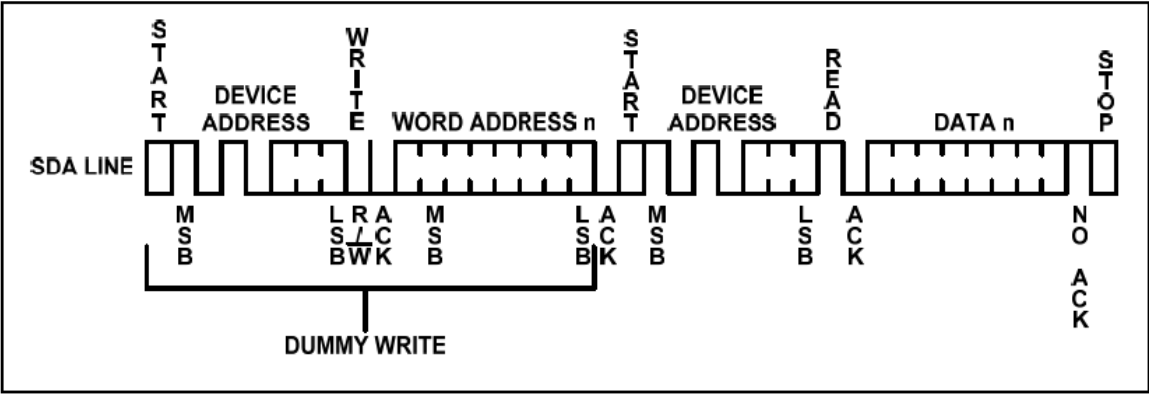 START
WRITE
START
READ
STOP
DEVICE
ADDRESS
WORD ADDRESS n
DEVICE
ADDRESS
DATA n
SDA LINE
MSB
LSB
R/W
ACK
MSB
LSB
ACK
MSB
LSB
ACK
NO ACK
DUMMY WRITE